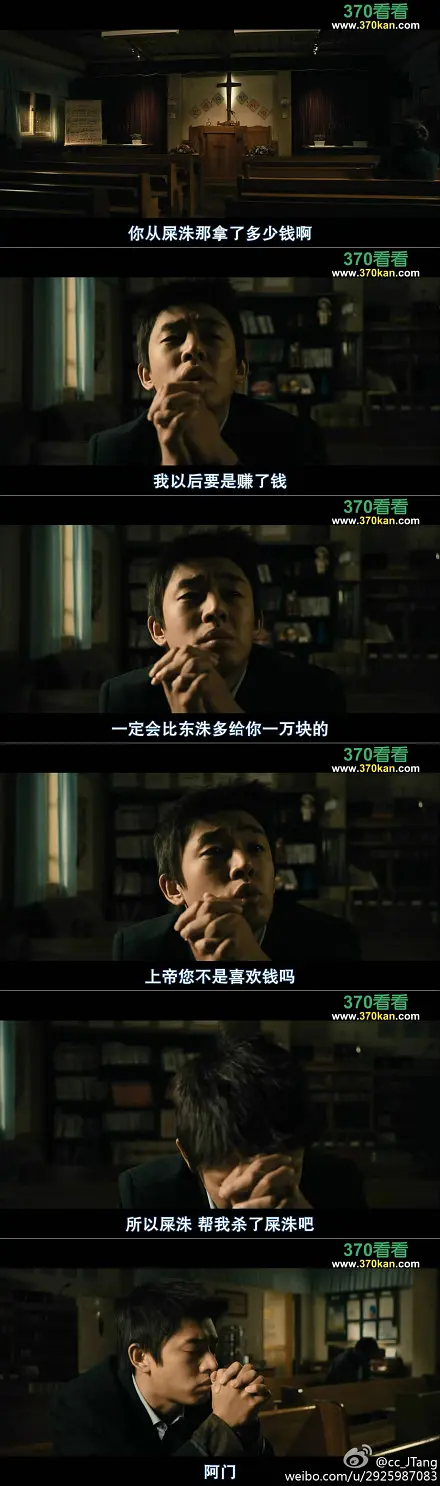 370看看
www.370kan.com
你从屎洙那拿了多少钱啊
370看看
www.370kan.com
我以后要是赚了钱
370看看
www.370kan.com
一定会比东洙多给你一万块的
370看看
www.370kan.com
上帝您不是喜欢钱吗
370看看
www.370kan.com
所以屎洙 帮我杀了屎洙吧
370看看
www.370kan.com
阿门
@cc_JTang
weibo.com/u/2925987083